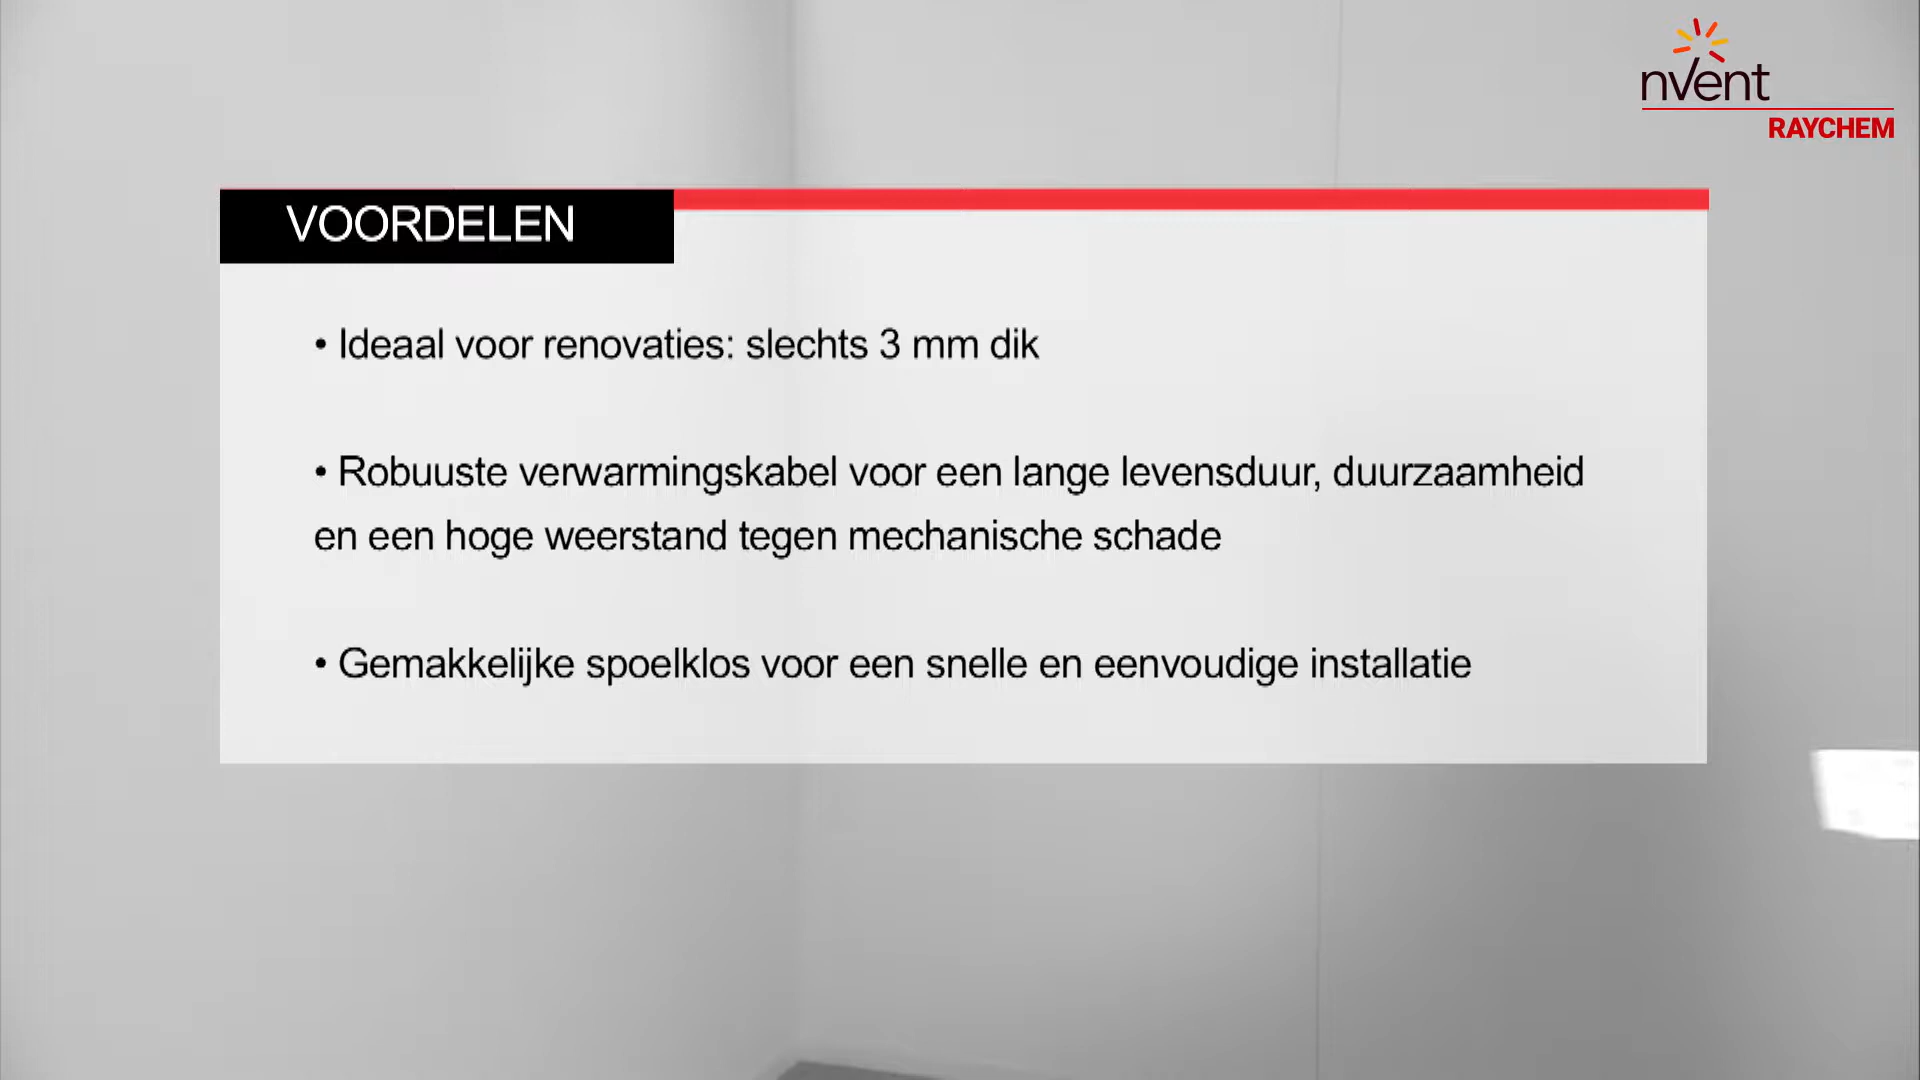 nVent
RAYCHEM
VOORDELEN
• Ideaal voor renovaties: slechts 3 mm dik
• Robuuste verwarmingskabel voor een lange levensduur, duurzaamheid
en een hoge weerstand tegen mechanische schade
• Gemakkelijke spoelklos voor een snelle en eenvoudige installatie